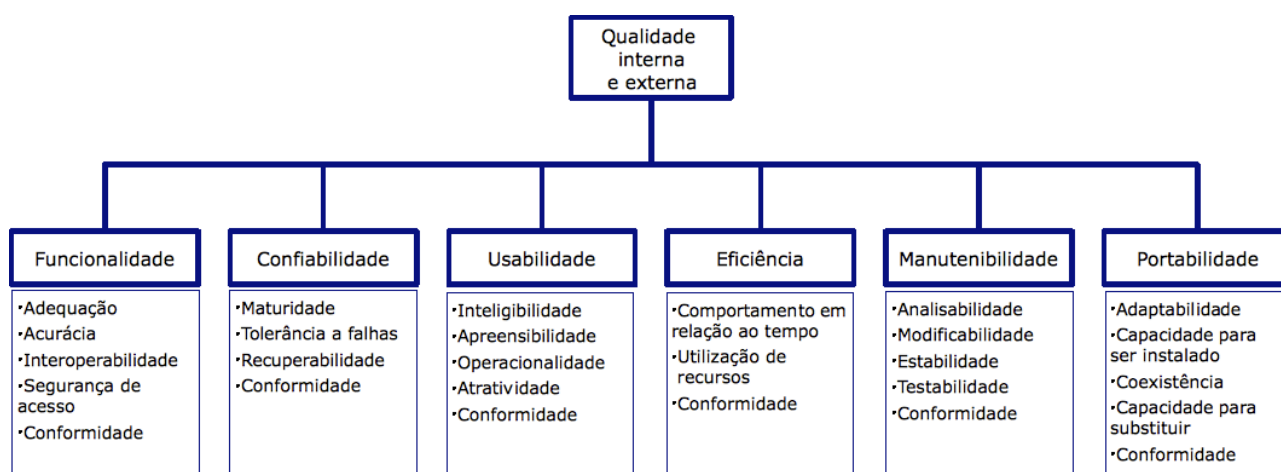 Qualidade
interna
e externa
Funcionalidade
·Adequação
·Acurácia
·Interoperabilidade
·Segurança de
acesso
·Conformidade
Confiabilidade
·Maturidade
·Tolerância a falhas
·Recuperabilidade
·Conformidade
Usabilidade
·Inteligibilidade
·Apreensibilidade
·Operacionalidade
·Atratividade
·Conformidade
Eficiência
·Comportamento em
relação ao tempo
·Utilização de
recursos
·Conformidade
Manutenibilidade
·Analisabilidade
·Modificabilidade
·Estabilidade
·Testabilidade
·Conformidade
Portabilidade
·Adaptabilidade
·Capacidade para
ser instalado
·Coexistência
·Capacidade para
substituir
·Conformidade